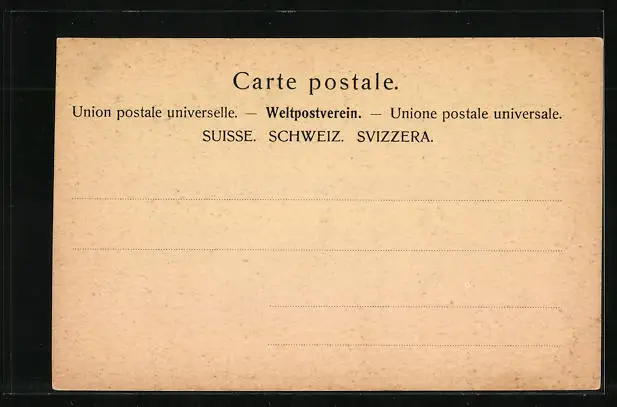 Carte postale.
Union postale universelle. — Weltpostverein. — Unione postale universale.
SUISSE. SCHWEIZ. SVIZZERA.